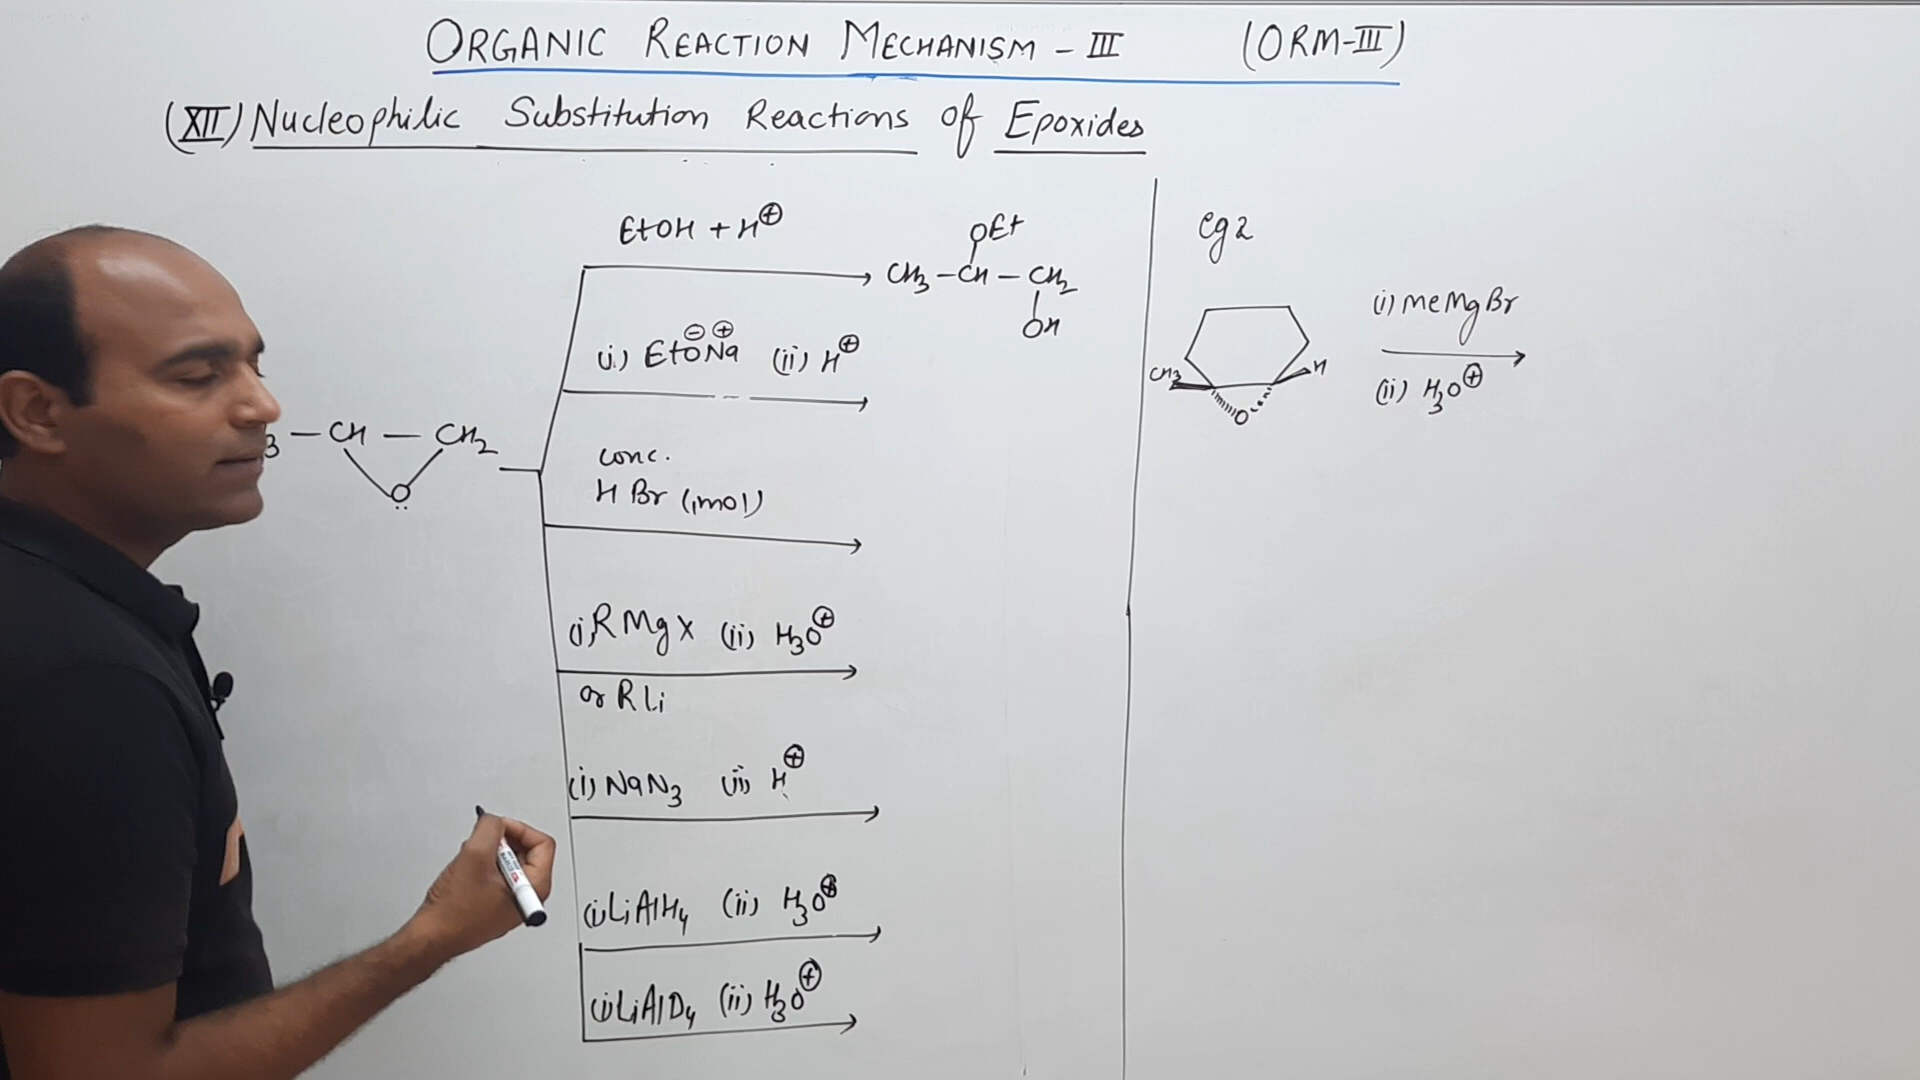 ORGANIC REACTION MECHANISM - III (ORM-III)
(XII) Nucleophilic Substitution Reactions of Epoxides
EtOH + H⊕
OEt
CH3 - CH - CH2
OH
(i) EtO⊖Na⊕ (ii) H⊕
3 - CH - CH2
O
conc.
H Br (1mol)
(i) RMgX (ii) H3O⊕
or RLi
(i) NaN3 (ii) H⊕
(i) LiAlH4 (ii) H3O⊕
(i) LiAlD4 (ii) H3O⊕
eg 2
(i) MeMgBr
CH3 H
(ii) H3O⊕
O